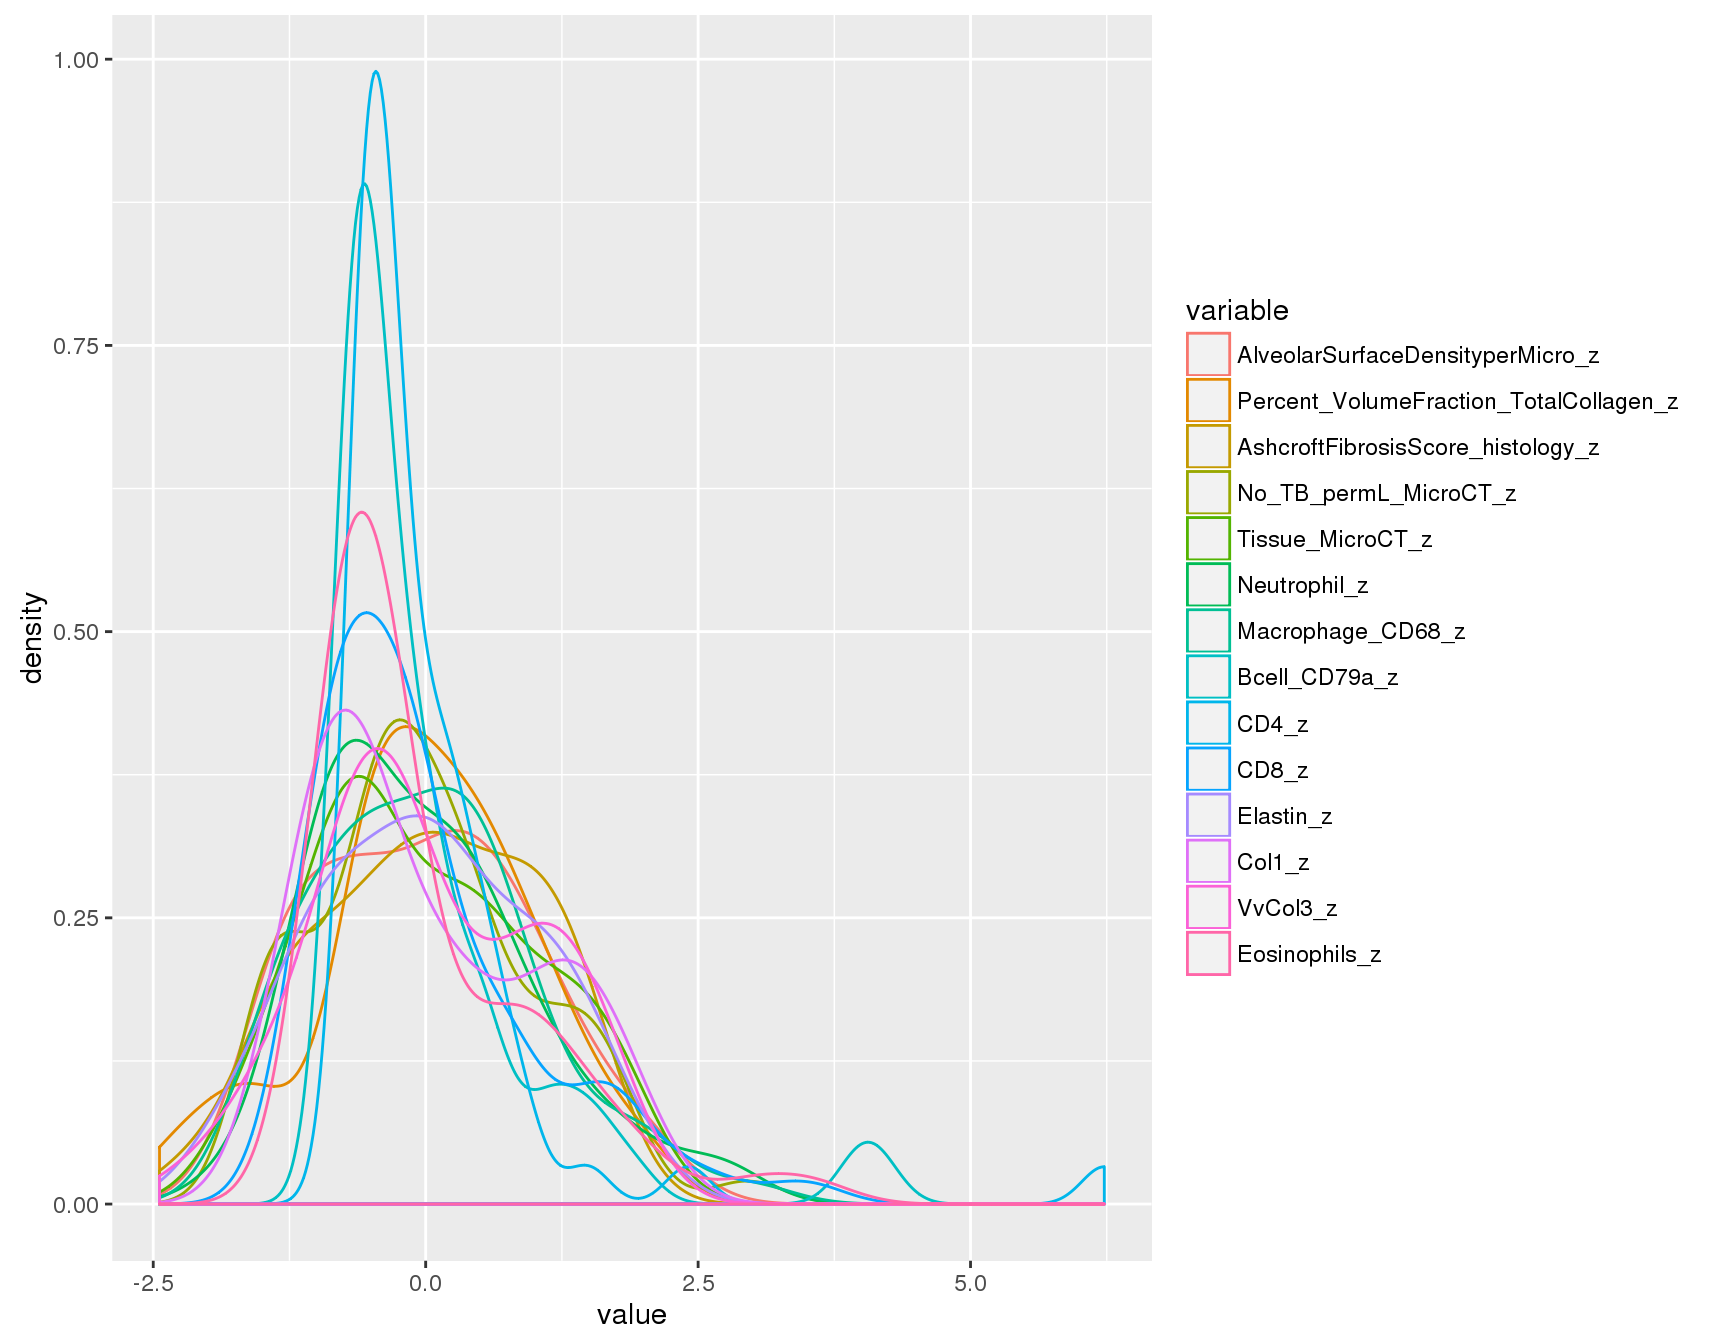 1.00
0.75
0.50
0.25
0.00
density
-2.5
0.0
2.5
5.0
value
variable
AlveolarSurfaceDensityperMicro_z
Percent_VolumeFraction_TotalCollagen_z
AshcroftFibrosisScore_histology_z
No_TB_permL_MicroCT_z
Tissue_MicroCT_z
Neutrophil_z
Macrophage_CD68_z
Bcell_CD79a_z
CD4_z
CD8_z
Elastin_z
Col1_z
VvCol3_z
Eosinophils_z